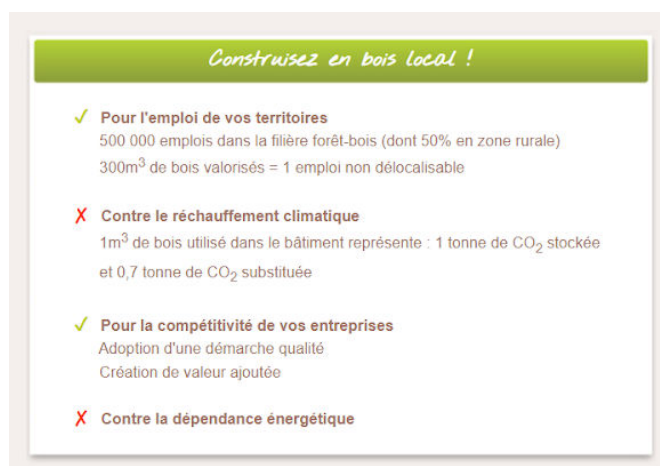 Construisez en bois local !
✓ Pour l'emploi de vos territoires
500 000 emplois dans la filière forêt-bois (dont 50% en zone rurale)
300m³ de bois valorisés = 1 emploi non délocalisable
✗ Contre le réchauffement climatique
1m³ de bois utilisé dans le bâtiment représente : 1 tonne de CO₂ stockée
et 0,7 tonne de CO₂ substituée
✓ Pour la compétitivité de vos entreprises
Adoption d'une démarche qualité
Création de valeur ajoutée
✗ Contre la dépendance énergétique